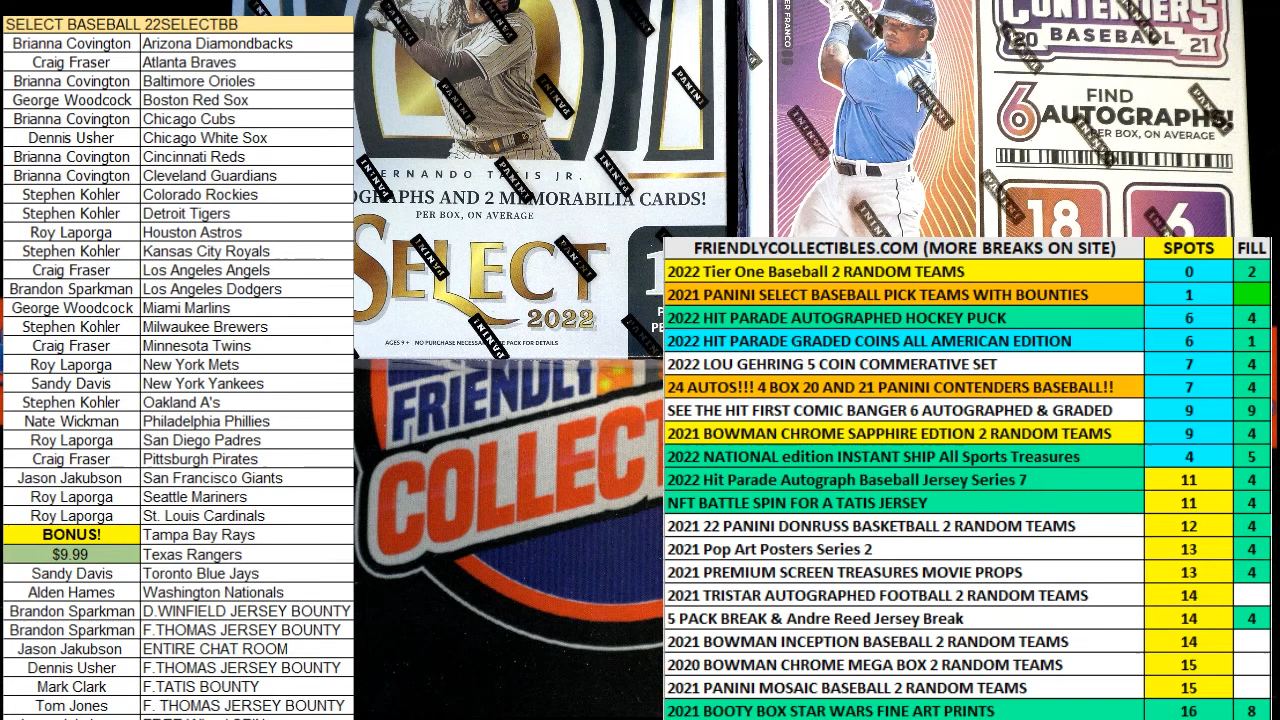 SELECT BASEBALL 22SELECTBB
Brianna Covington Arizona Diamondbacks
Craig Fraser Atlanta Braves
Brianna Covington Baltimore Orioles
George Woodcock Boston Red Sox
Brianna Covington Chicago Cubs
Dennis Usher Chicago White Sox
Brianna Covington Cincinnati Reds
Brianna Covington Cleveland Guardians
Stephen Kohler Colorado Rockies
Stephen Kohler Detroit Tigers
Roy Laporga Houston Astros
Stephen Kohler Kansas City Royals
Craig Fraser Los Angeles Angels
Brandon Sparkman Los Angeles Dodgers
George Woodcock Miami Marlins
Stephen Kohler Milwaukee Brewers
Craig Fraser Minnesota Twins
Roy Laporga New York Mets
Sandy Davis New York Yankees
Stephen Kohler Oakland A's
Nate Wickman Philadelphia Phillies
Roy Laporga San Diego Padres
Craig Fraser Pittsburgh Pirates
Jason Jakubson San Francisco Giants
Roy Laporga Seattle Mariners
Roy Laporga St. Louis Cardinals
BONUS! Tampa Bay Rays
$9.99 Texas Rangers
Sandy Davis Toronto Blue Jays
Alden Hames Washington Nationals
Brandon Sparkman D.WINFIELD JERSEY BOUNTY
Brandon Sparkman F.THOMAS JERSEY BOUNTY
Jason Jakubson ENTIRE CHAT ROOM
Dennis Usher F.THOMAS JERSEY BOUNTY
Mark Clark F.TATIS BOUNTY
Tom Jones F. THOMAS JERSEY BOUNTY
PANINI
ERNANDO TATIS JR.
GRAPHS AND 2 MEMORABILIA CARDS!
PER BOX, ON AVERAGE
SELECT
2022
AGES 9+ NO PURCHASE NECESSA PACK FOR DETAILS
ER FRANCO
CONTENDERS
20 BASEBALL 21
6 FIND
AUTOGRAPHS!
PER BOX, ON AVERAGE
18 6
FRIENDLY
COLLECT
FRIENDLYCOLLECTIBLES.COM (MORE BREAKS ON SITE) SPOTS FILL
2022 Tier One Baseball 2 RANDOM TEAMS 0 2
2021 PANINI SELECT BASEBALL PICK TEAMS WITH BOUNTIES 1
2022 HIT PARADE AUTOGRAPHED HOCKEY PUCK 6 4
2022 HIT PARADE GRADED COINS ALL AMERICAN EDITION 6 1
2022 LOU GEHRING 5 COIN COMMERATIVE SET 7 4
24 AUTOS!!! 4 BOX 20 AND 21 PANINI CONTENDERS BASEBALL!! 7 4
SEE THE HIT FIRST COMIC BANGER 6 AUTOGRAPHED & GRADED 9 9
2021 BOWMAN CHROME SAPPHIRE EDTION 2 RANDOM TEAMS 9 4
2022 NATIONAL edition INSTANT SHIP All Sports Treasures 4 5
2022 Hit Parade Autograph Baseball Jersey Series 7 11 4
NFT BATTLE SPIN FOR A TATIS JERSEY 11 4
2021 22 PANINI DONRUSS BASKETBALL 2 RANDOM TEAMS 12 4
2021 Pop Art Posters Series 2 13 4
2021 PREMIUM SCREEN TREASURES MOVIE PROPS 13 4
2021 TRISTAR AUTOGRAPHED FOOTBALL 2 RANDOM TEAMS 14
5 PACK BREAK & Andre Reed Jersey Break 14 4
2021 BOWMAN INCEPTION BASEBALL 2 RANDOM TEAMS 14
2020 BOWMAN CHROME MEGA BOX 2 RANDOM TEAMS 15
2021 PANINI MOSAIC BASEBALL 2 RANDOM TEAMS 15
2021 BOOTY BOX STAR WARS FINE ART PRINTS 16 8